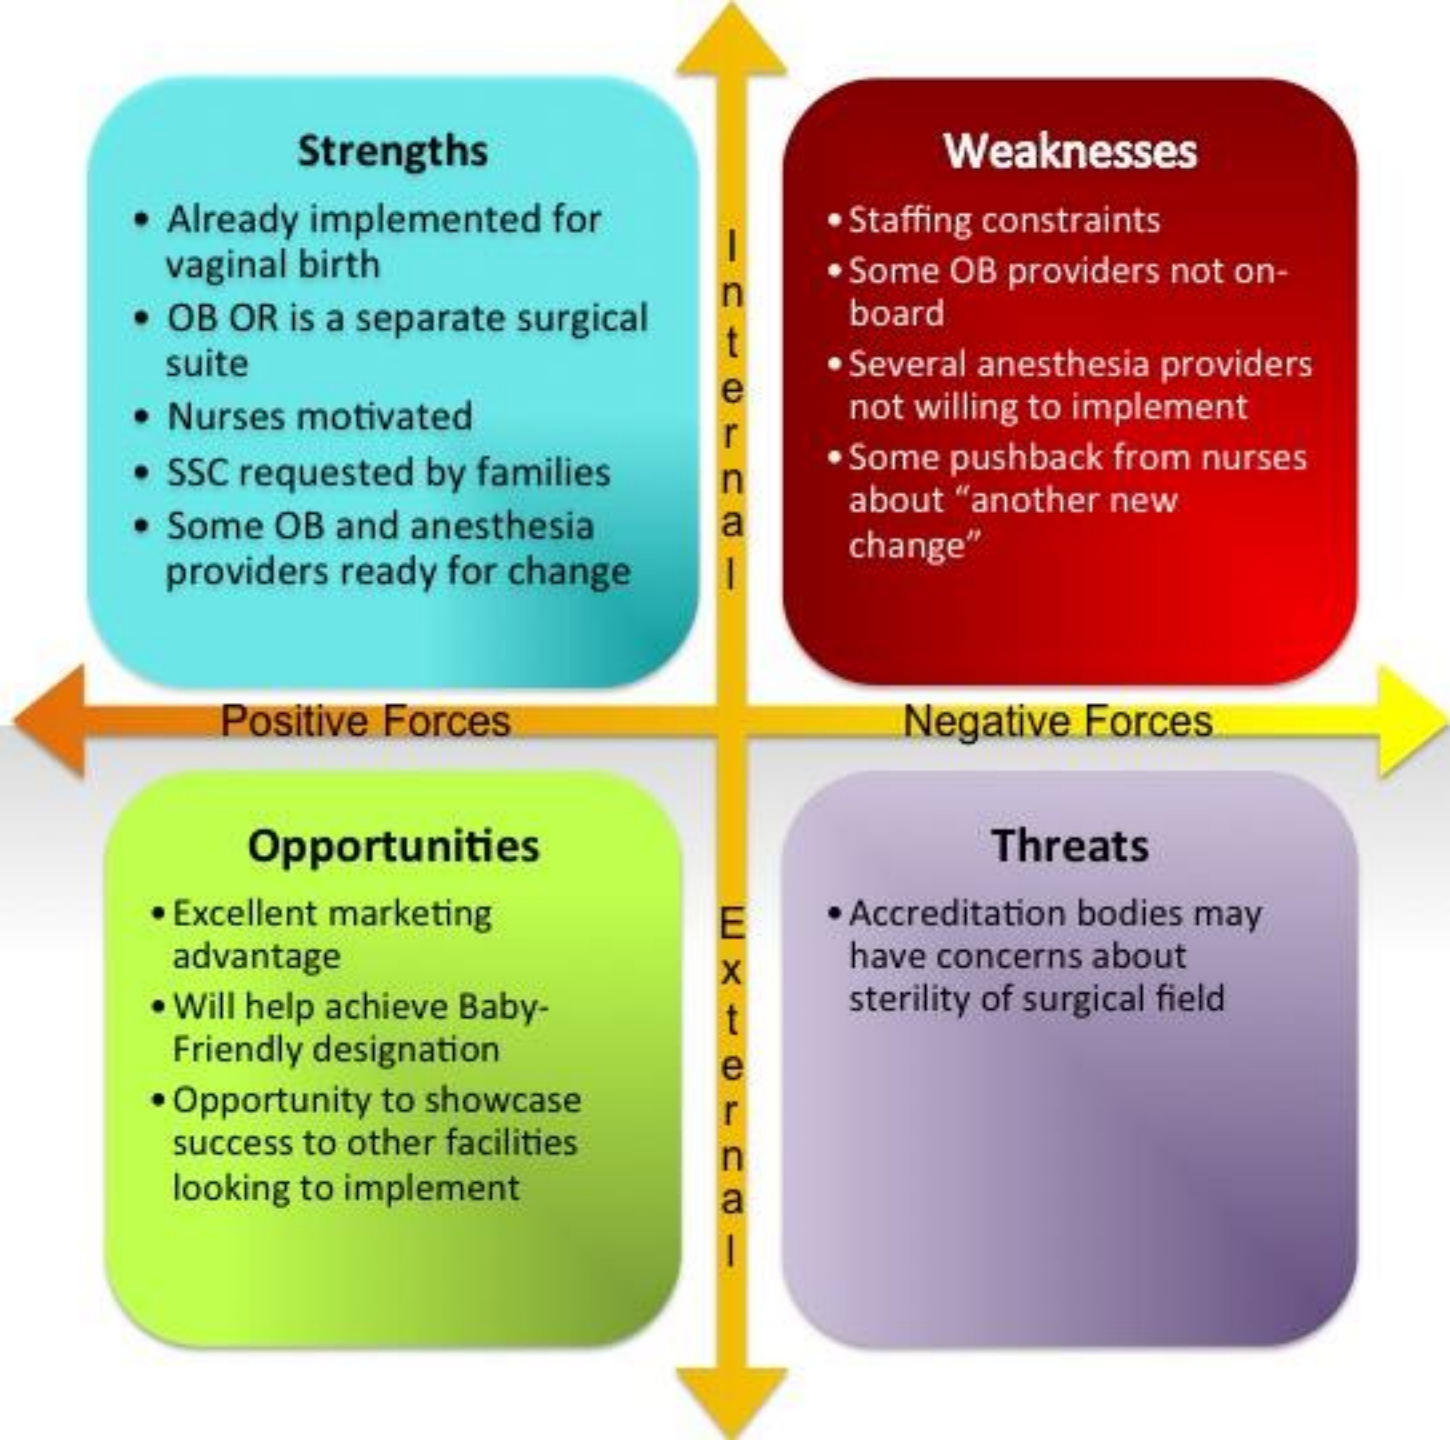 Strengths
• Already implemented for
vaginal birth
• OB OR is a separate surgical
suite
• Nurses motivated
• SSC requested by families
• Some OB and anesthesia
providers ready for change
Internal
Weaknesses
• Staffing constraints
• Some OB providers not on-
board
• Several anesthesia providers
not willing to implement
• Some pushback from nurses
about “another new
change”
Positive Forces
Negative Forces
Opportunities
• Excellent marketing
advantage
• Will help achieve Baby-
Friendly designation
• Opportunity to showcase
success to other facilities
looking to implement
External
Threats
• Accreditation bodies may
have concerns about
sterility of surgical field